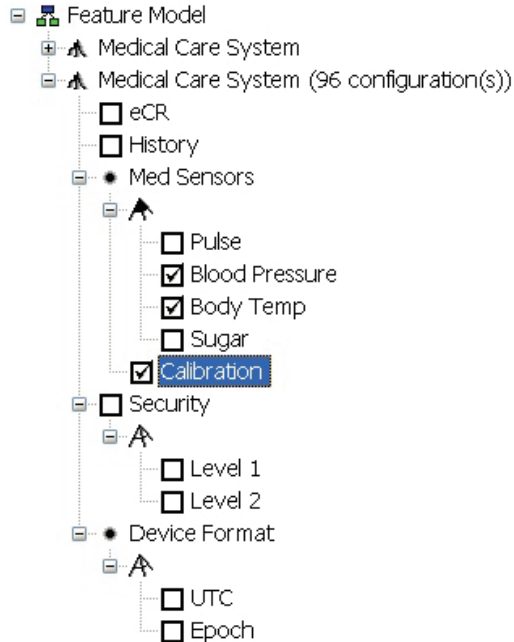 Feature Model
Medical Care System
Medical Care System (96 configuration(s))
eCR
History
Med Sensors
Pulse
Blood Pressure
Body Temp
Sugar
Calibration
Security
Level 1
Level 2
Device Format
UTC
Epoch